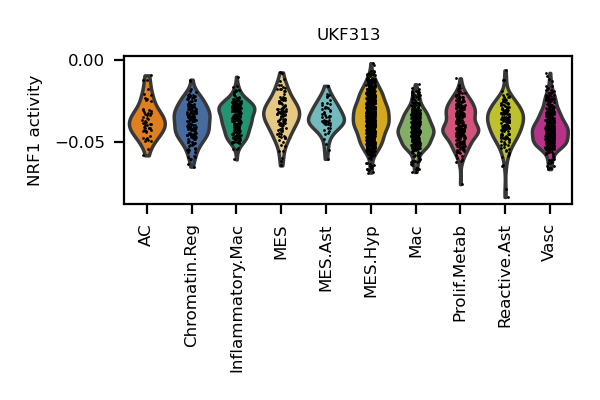 UKF313
NRF1 activity
0.00
−0.05
AC
Chromatin.Reg
Inflammatory.Mac
MES
MES.Ast
MES.Hyp
Mac
Prolif.Metab
Reactive.Ast
Vasc